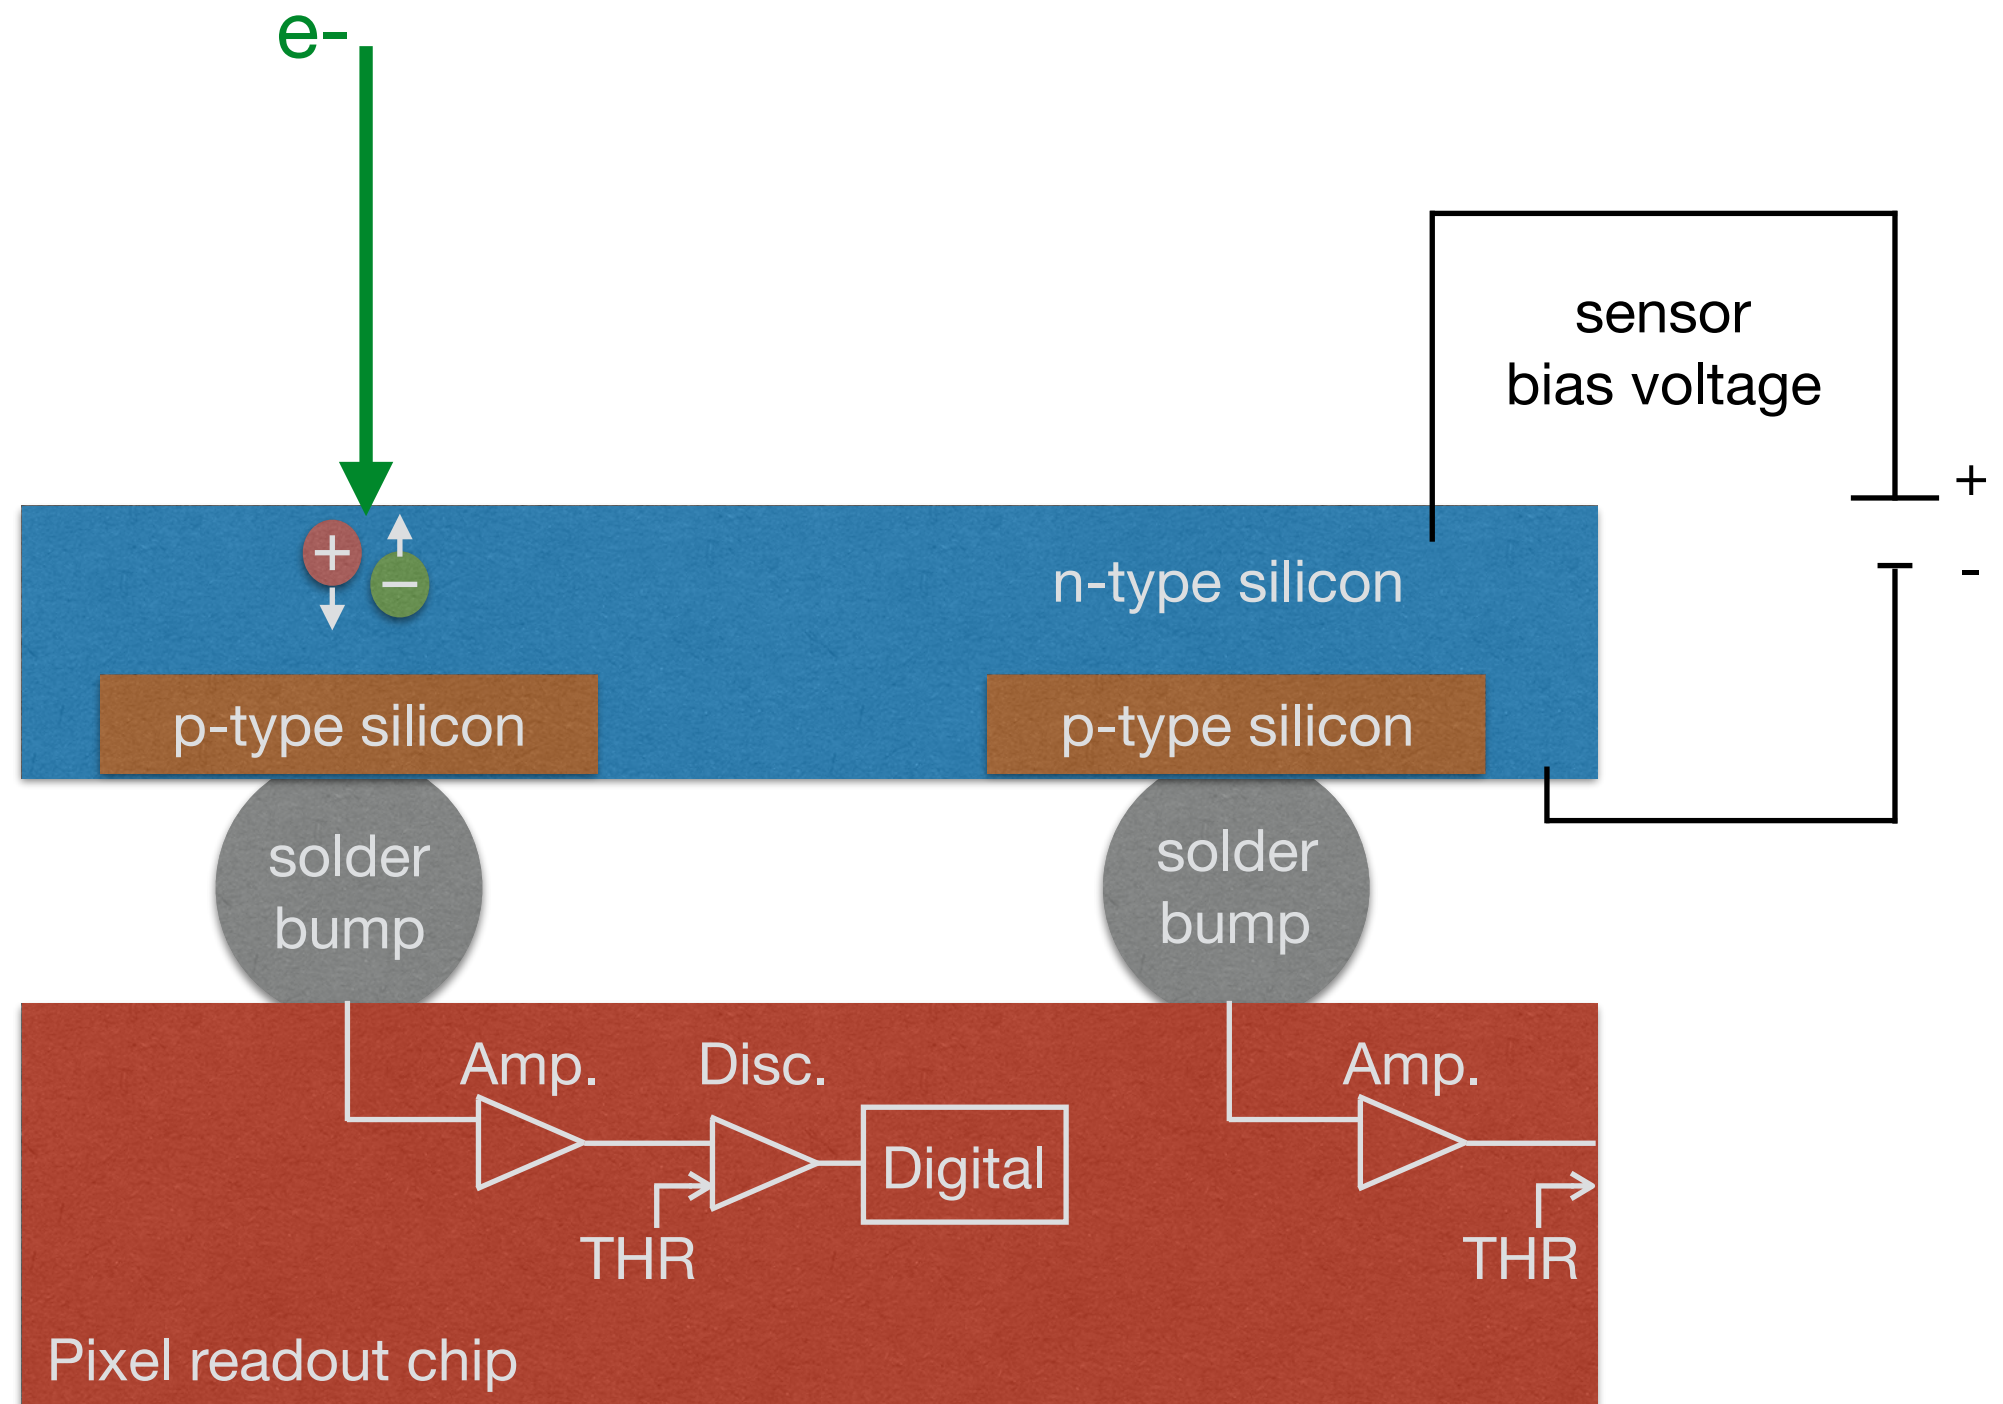 e-
sensor
bias voltage
+
-
+
−
n-type silicon
p-type silicon
p-type silicon
solder
bump
solder
bump
Amp.
Disc.
Amp.
Digital
THR
THR
Pixel readout chip